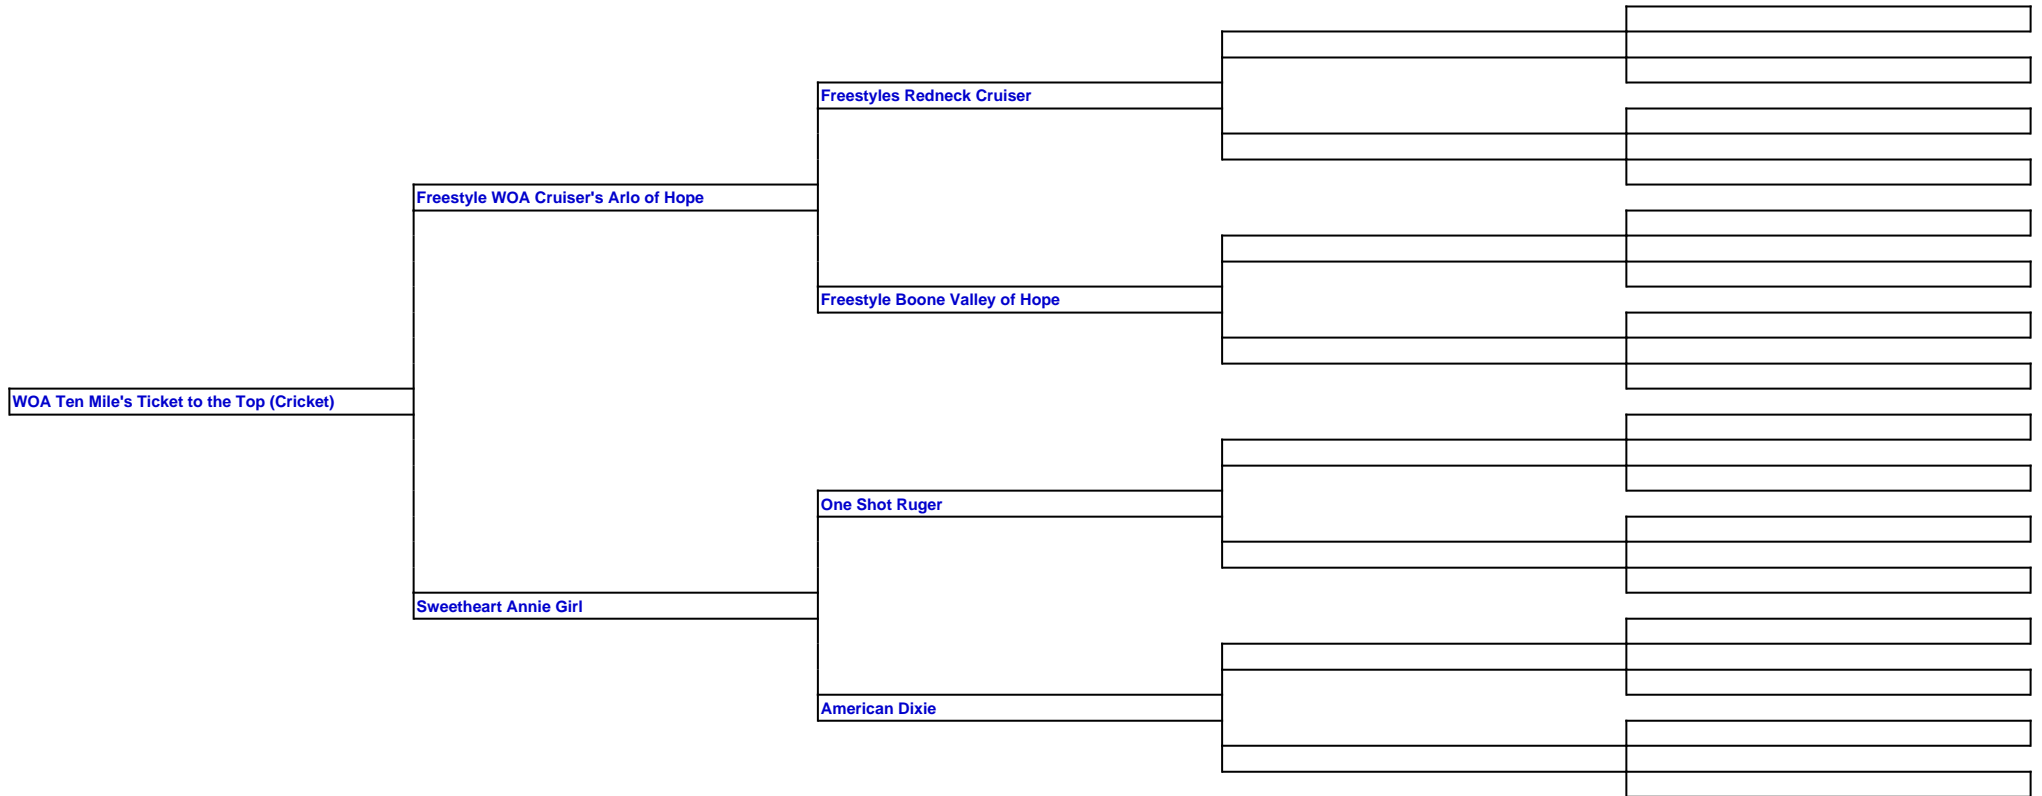 Freestyles Redneck Cruiser
Freestyle WOA Cruiser's Arlo of Hope
Freestyle Boone Valley of Hope
WOA Ten Mile's Ticket to the Top (Cricket)
One Shot Ruger
Sweetheart Annie Girl
American Dixie